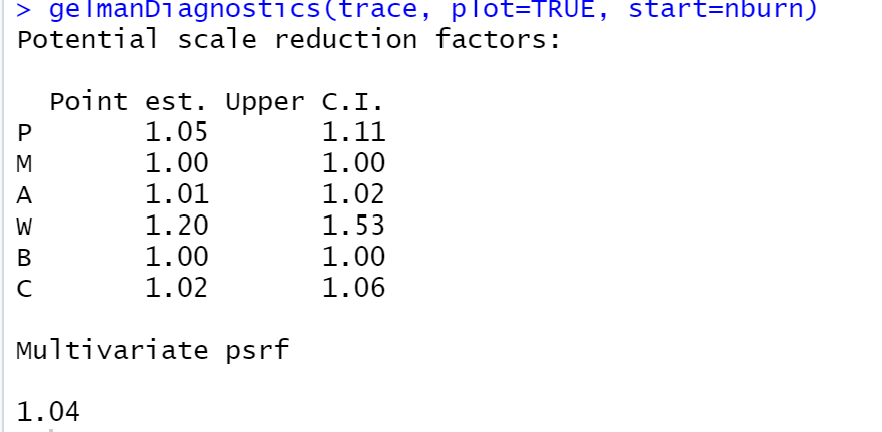 > gelmanDiagnostics(trace, plot=TRUE, start=nburn)
Potential scale reduction factors:
Point est. Upper C.I.
P 1.05 1.11
M 1.00 1.00
A 1.01 1.02
W 1.20 1.53
B 1.00 1.00
C 1.02 1.06
Multivariate psrf
1.04